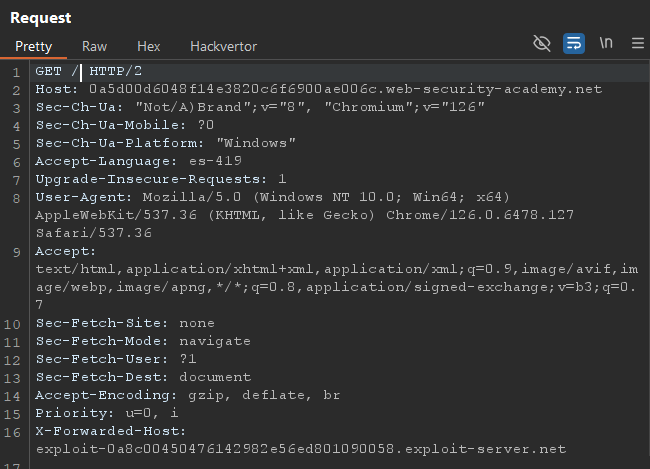 Request
Pretty Raw Hex Hackvertor \n
1 GET / HTTP/2
2 Host: 0a5d00d6048f14e3820c6f6900ae006c.web-security-academy.net
3 Sec-Ch-Ua: "Not/A)Brand";v="8", "Chromium";v="126"
4 Sec-Ch-Ua-Mobile: ?0
5 Sec-Ch-Ua-Platform: "Windows"
6 Accept-Language: es-419
7 Upgrade-Insecure-Requests: 1
8 User-Agent: Mozilla/5.0 (Windows NT 10.0; Win64; x64)
AppleWebKit/537.36 (KHTML, like Gecko) Chrome/126.0.6478.127
Safari/537.36
9 Accept:
text/html,application/xhtml+xml,application/xml;q=0.9,image/avif,im
age/webp,image/apng,*/*;q=0.8,application/signed-exchange;v=b3;q=0.
7
10 Sec-Fetch-Site: none
11 Sec-Fetch-Mode: navigate
12 Sec-Fetch-User: ?1
13 Sec-Fetch-Dest: document
14 Accept-Encoding: gzip, deflate, br
15 Priority: u=0, i
16 X-Forwarded-Host:
exploit-0a8c00450476142982e56ed801090058.exploit-server.net
17